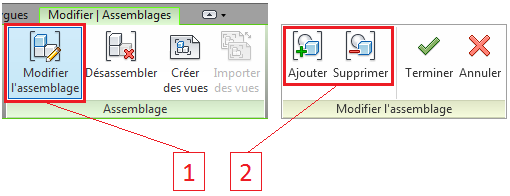 ygues Modifier | Assemblages
Modifier
l'assemblage
Désassembler
Créer
des vues
Importer
des vues
Assemblage
Ajouter
Supprimer
Terminer
Annuler
Modifier l'assemblage
1
2